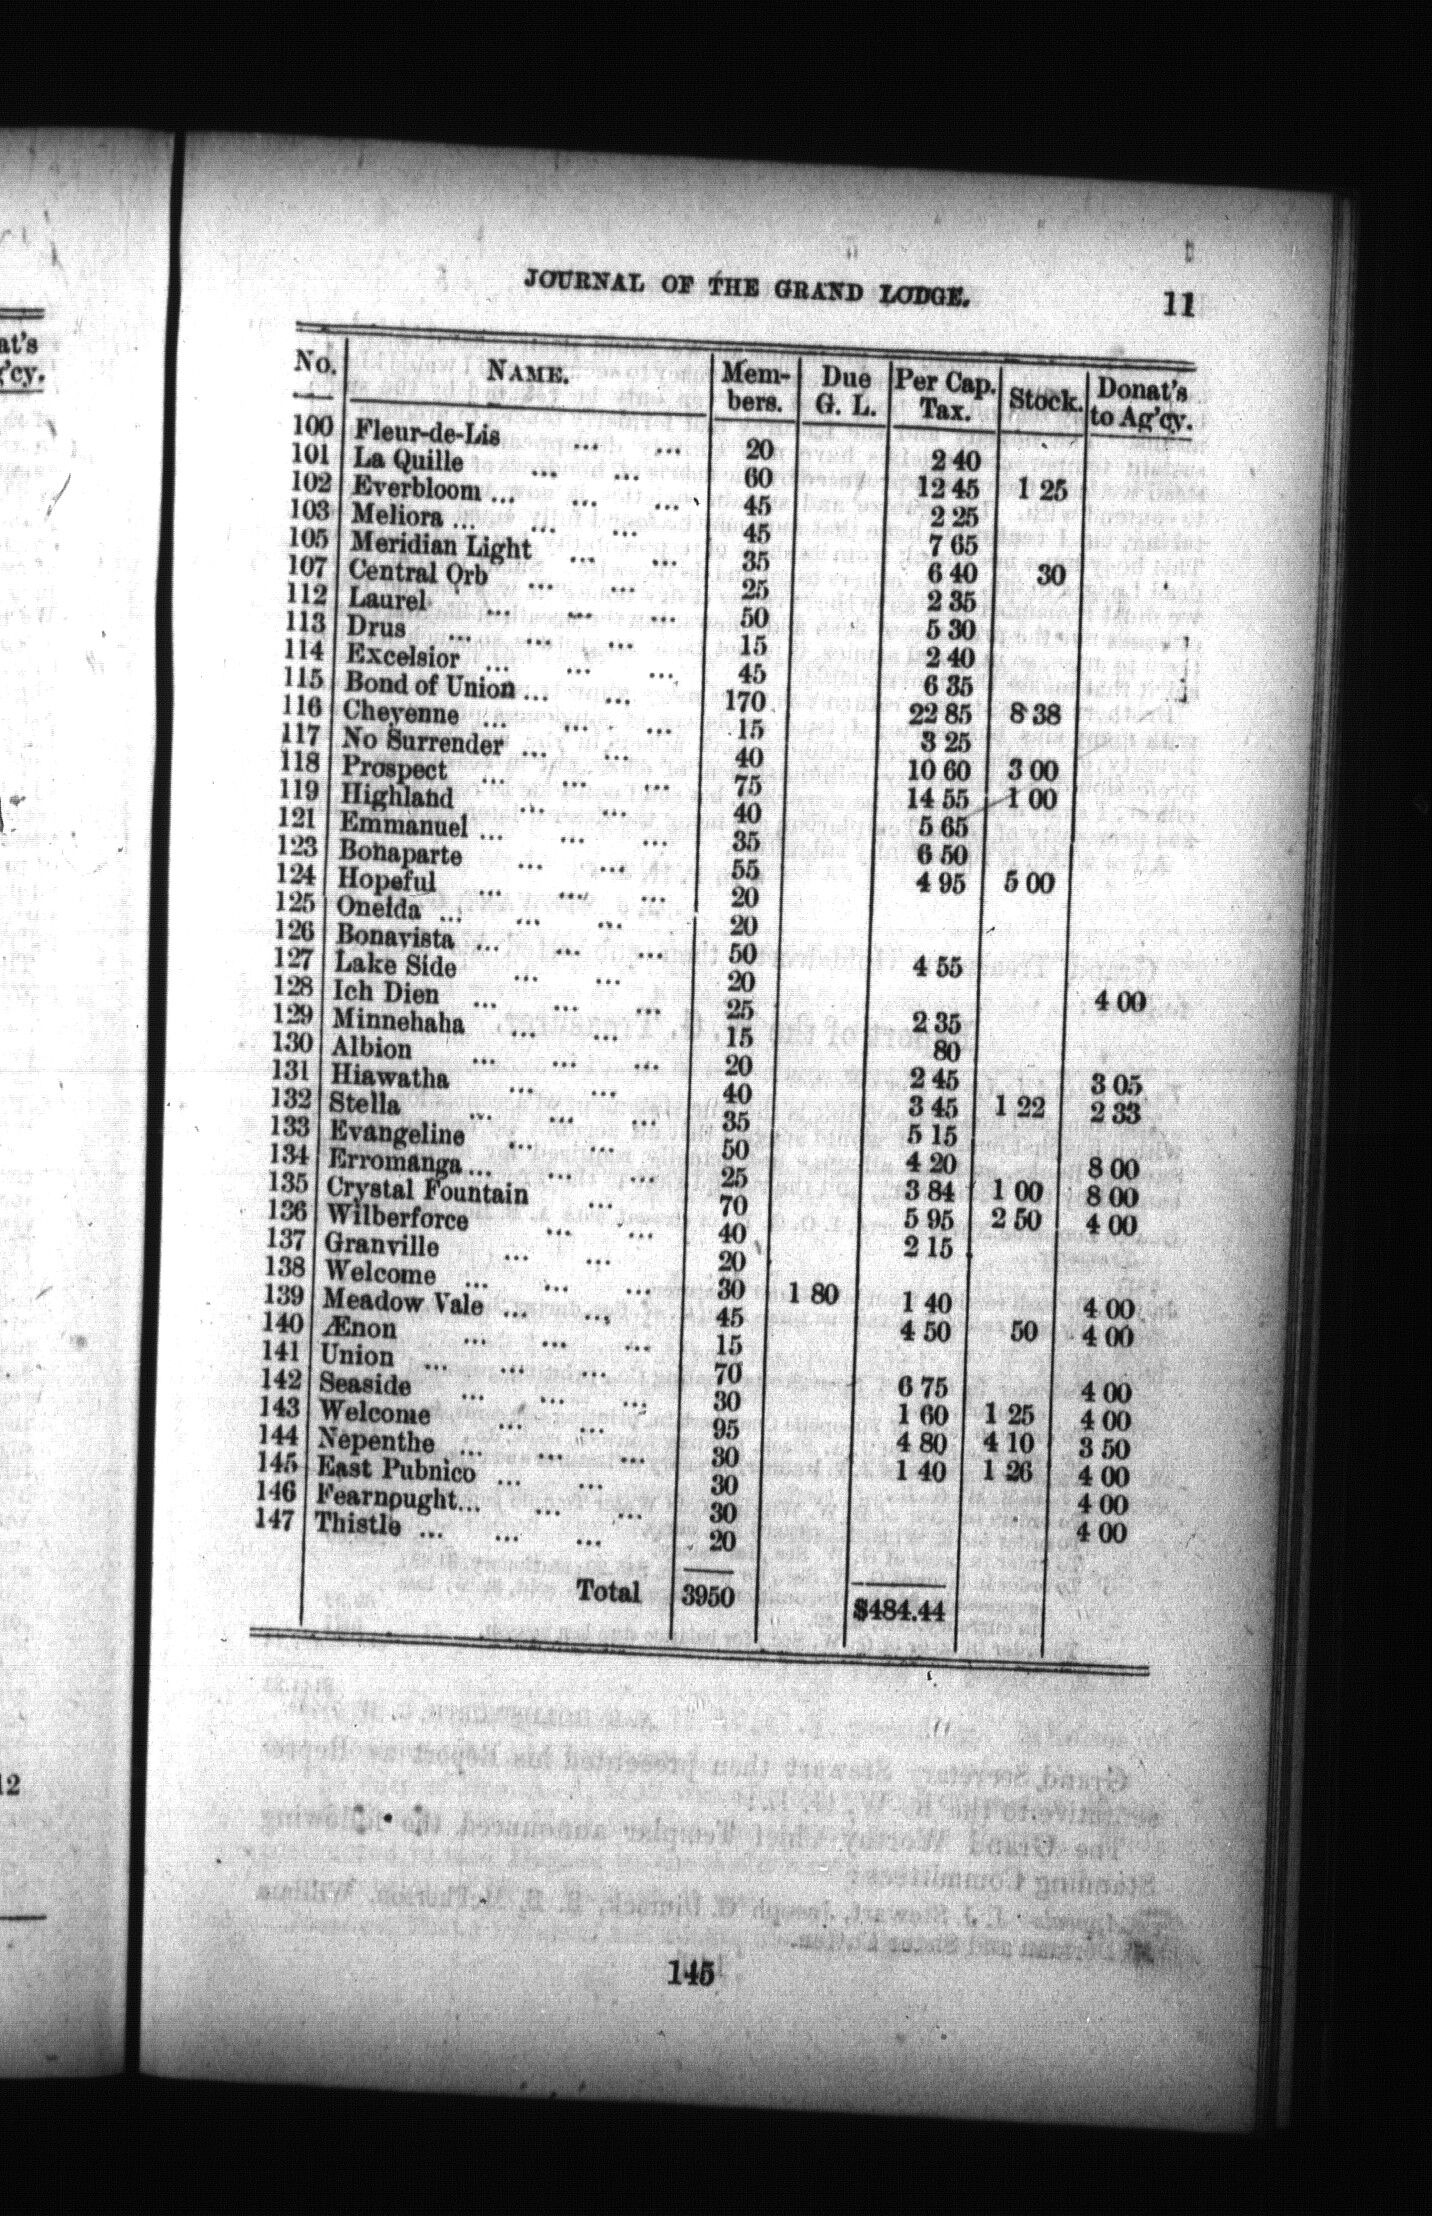 at's
g'cy.
12
JOURNAL OF THE GRAND LODGE. 11
No. NAME. Members. Due G. L. Per Cap. Tax. Stock. Donat's to Ag'cy.
100 Fleur-de-Lis ... ... 20 2 40
101 La Quille ... ... 60 12 45 1 25
102 Everbloom ... ... ... 45 2 25
103 Meliora ... ... ... 45 7 65
105 Meridian Light ... ... 35 6 40 30
107 Central Orb ... ... 25 2 35
112 Laurel ... ... ... 50 5 30
113 Drus ... ... ... 15 2 40
114 Excelsior ... ... ... 45 6 35
115 Bond of Union ... ... 170 22 85 8 38
116 Cheyenne ... ... ... 15 3 25
117 No Surrender ... ... 40 10 60 3 00
118 Prospect ... ... ... 75 14 55 1 00
119 Highland ... ... 40 5 65
121 Emmanuel ... ... ... 35 6 50
123 Bonaparte ... ... 55 4 95 5 00
124 Hopeful ... ... ... 20
125 Oneida ... ... ... 20
126 Bonavista ... ... ... 50 4 55
127 Lake Side ... ... 20 4 00
128 Ich Dien ... ... ... 25 2 35
129 Minnehaha ... ... 15 80
130 Albion ... ... ... 20 2 45 3 05
131 Hiawatha ... ... 40 3 45 1 22 2 33
132 Stella ... ... ... 35 5 15
133 Evangeline ... ... 50 4 20 8 00
134 Erromanga ... ... ... 25 3 84 1 00 8 00
135 Crystal Fountain ... 70 5 95 2 50 4 00
136 Wilberforce ... ... 40 2 15
137 Granville ... ... 20
138 Welcome ... ... ... 30 1 80 1 40 4 00
139 Meadow Vale ... ... 45 4 50 50 4 00
140 Ænon ... ... ... 15
141 Union ... ... ... 70 6 75 4 00
142 Seaside ... ... ... 30 1 60 1 25 4 00
143 Welcome ... ... 95 4 80 4 10 3 50
144 Nepenthe ... ... ... 30 1 40 1 26 4 00
145 East Pubnico ... ... 30 4 00
146 Fearnought... ... ... 30 4 00
147 Thistle ... ... ... 20
Total 3950 $484.44
145